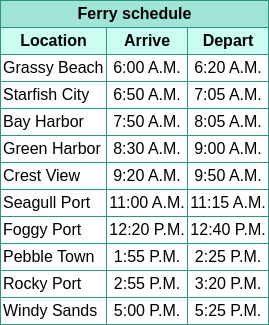 Ferry schedule
Location Arrive Depart
Grassy Beach 6:00 A.M. 6:20 A.M.
Starfish City 6:50 A.M. 7:05 A.M.
Bay Harbor 7:50 A.M. 8:05 A.M.
Green Harbor 8:30 A.M. 9:00 A.M.
Crest View 9:20 A.M. 9:50 A.M.
Seagull Port 11:00 A.M. 11:15 A.M.
Foggy Port 12:20 P.M. 12:40 P.M.
Pebble Town 1:55 P.M. 2:25 P.M.
Rocky Port 2:55 P.M. 3:20 P.M.
Windy Sands 5:00 P.M. 5:25 P.M.